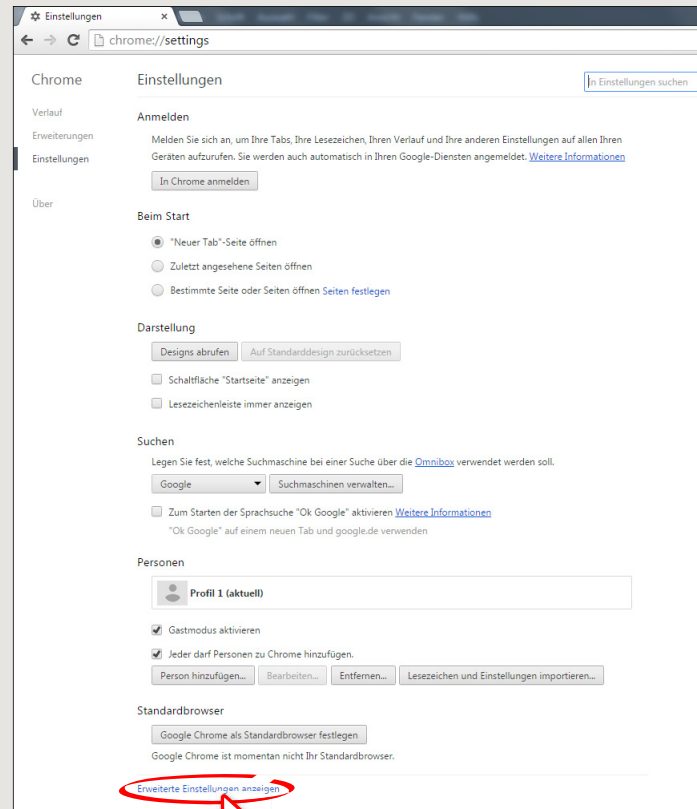 Einstellungen
chrome://settings
Chrome
Einstellungen
In Einstellungen suchen
Verlauf
Erweiterungen
Einstellungen
Über
Anmelden
Melden Sie sich an, um Ihre Tabs, Ihre Lesezeichen, Ihren Verlauf und Ihre anderen Einstellungen auf allen Ihren
Geräten aufzurufen. Sie werden auch automatisch in Ihren Google-Diensten angemeldet. Weitere Informationen
In Chrome anmelden
Beim Start
"Neuer Tab"-Seite öffnen
Zuletzt angesehene Seiten öffnen
Bestimmte Seite oder Seiten öffnen Seiten festlegen
Darstellung
Designs abrufen Auf Standarddesign zurücksetzen
Schaltfläche "Startseite" anzeigen
Lesezeichenleiste immer anzeigen
Suchen
Legen Sie fest, welche Suchmaschine bei einer Suche über die Omnibox verwendet werden soll.
Google Suchmaschinen verwalten...
Zum Starten der Sprachsuche "Ok Google" aktivieren Weitere Informationen
"Ok Google" auf einem neuen Tab und google.de verwenden
Personen
Profil 1 (aktuell)
Gastmodus aktivieren
Jeder darf Personen zu Chrome hinzufügen.
Person hinzufügen... Bearbeiten... Entfernen... Lesezeichen und Einstellungen importieren...
Standardbrowser
Google Chrome als Standardbrowser festlegen
Google Chrome ist momentan nicht Ihr Standardbrowser.
Erweiterte Einstellungen anzeigen